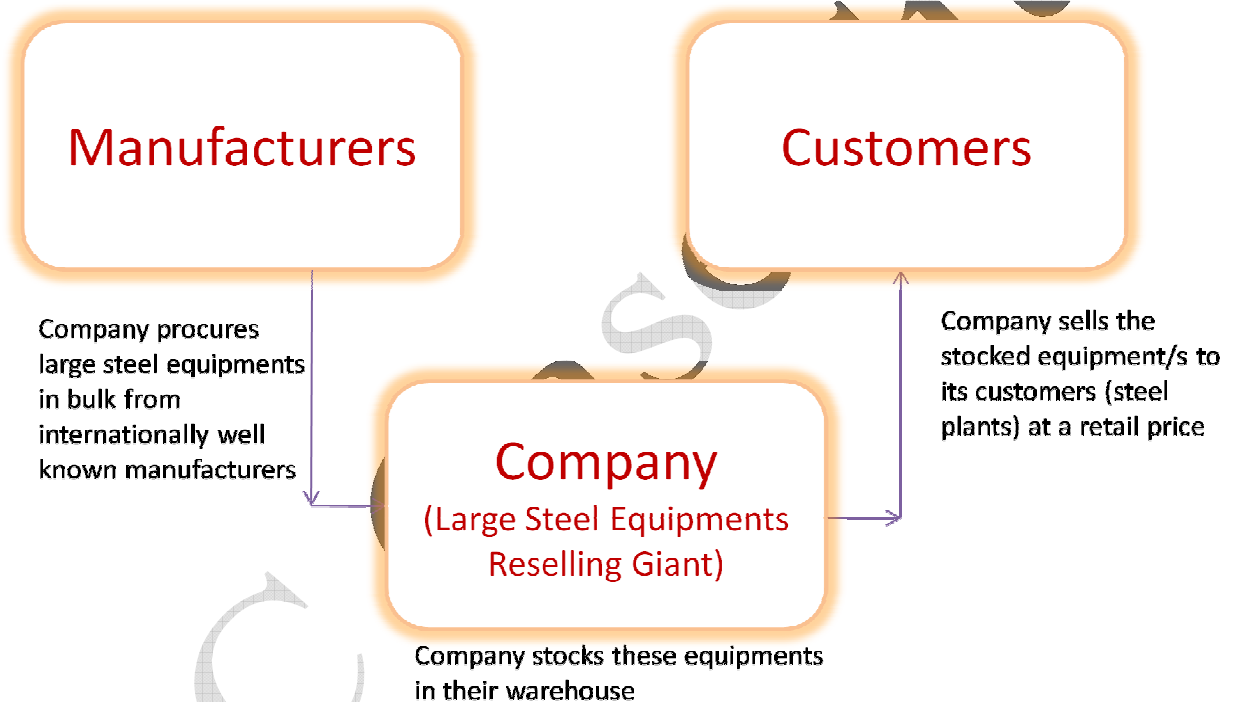 Manufacturers
Customers
Company procures
large steel equipments
in bulk from
internationally well
known manufacturers
Company sells the
stocked equipment/s to
its customers (steel
plants) at a retail price
Company
(Large Steel Equipments
Reselling Giant)
Company stocks these equipments
in their warehouse